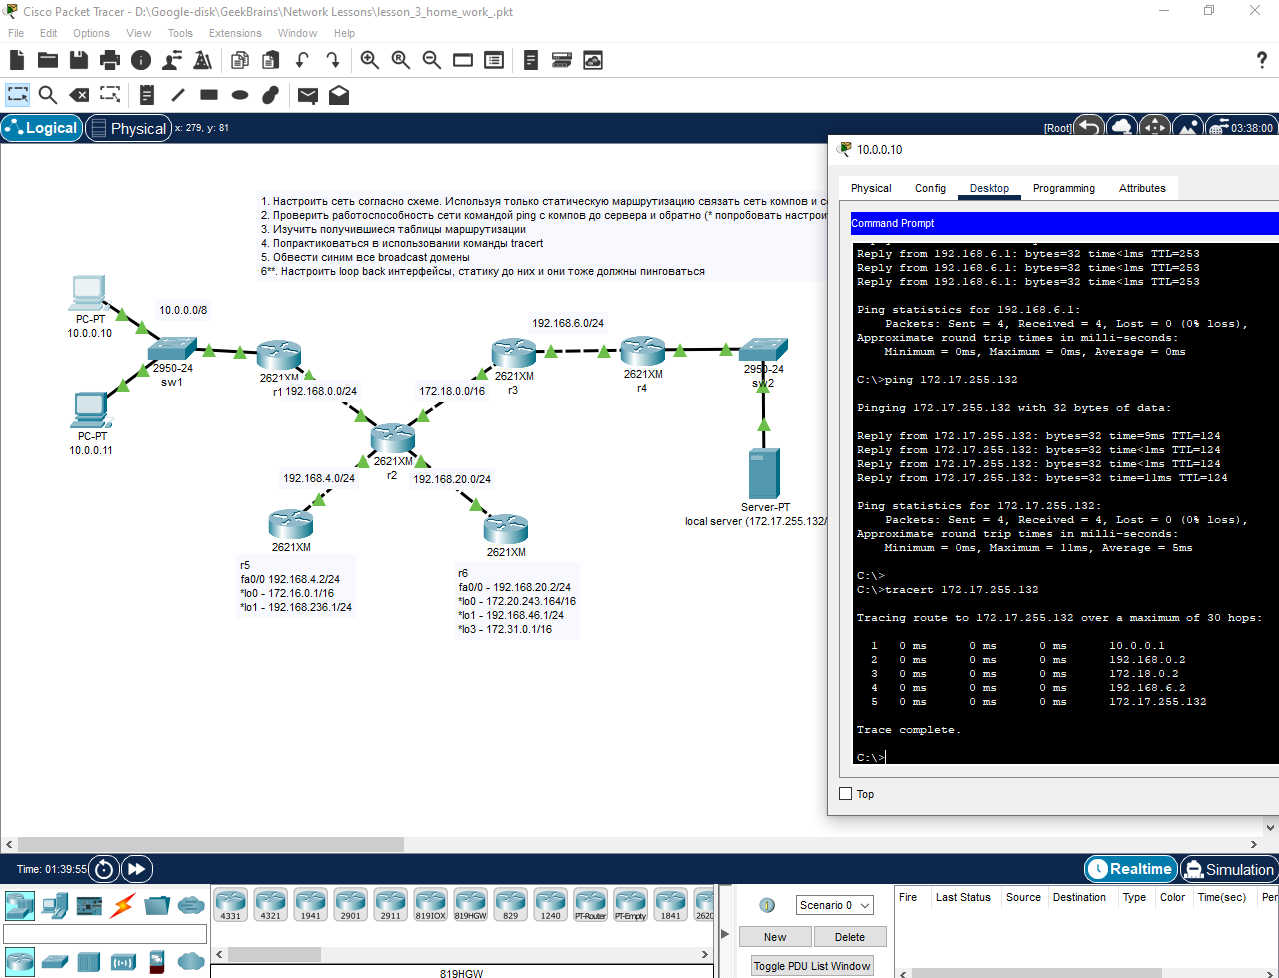 Cisco Packet Tracer - D:\Google-disk\GeekBrains\Network Lessons\lesson_3_home_work_.pkt
File Edit Options View Tools Extensions Window Help
?
Logical Physical x: 279, y: 81 [Root] 03:38:00
1. Настроить сеть согласно схеме. Используя только статическую маршрутизацию связать сеть компов и
2. Проверить работоспособность сети командой ping с компов до сервера и обратно (* попробовать
3. Изучить получившиеся таблицы маршрутизации
4. Попрактиковаться в использовании команды tracert
5. Обвести синим все broadcast домены
6**. Настроить loop back интерфейсы, статику до них и они тоже должны пинговаться
PC-PT
10.0.0.10
10.0.0.0/8
2950-24
sw1
PC-PT
10.0.0.11
2621XM
r1
192.168.0.0/24
172.18.0.0/16
192.168.6.0/24
2621XM
r3
2621XM
r4
2950-24
sw2
2621XM
r2
192.168.4.0/24
192.168.20.0/24
Server-PT
local server (172.17.255.132/
2621XM
r5
fa0/0 192.168.4.2/24
*lo0 - 172.16.0.1/16
*lo1 - 192.168.236.1/24
2621XM
r6
fa0/0 - 192.168.20.2/24
*lo0 - 172.20.243.164/16
*lo1 - 192.168.46.1/24
*lo3 - 172.31.0.1/16
10.0.0.10
Physical Config Desktop Programming Attributes
Command Prompt
Reply from 192.168.6.1: bytes=32 time<1ms TTL=253
Reply from 192.168.6.1: bytes=32 time<1ms TTL=253
Reply from 192.168.6.1: bytes=32 time<1ms TTL=253
Ping statistics for 192.168.6.1:
Packets: Sent = 4, Received = 4, Lost = 0 (0% loss),
Approximate round trip times in milli-seconds:
Minimum = 0ms, Maximum = 0ms, Average = 0ms
C:\>ping 172.17.255.132
Pinging 172.17.255.132 with 32 bytes of data:
Reply from 172.17.255.132: bytes=32 time=9ms TTL=124
Reply from 172.17.255.132: bytes=32 time<1ms TTL=124
Reply from 172.17.255.132: bytes=32 time<1ms TTL=124
Reply from 172.17.255.132: bytes=32 time=11ms TTL=124
Ping statistics for 172.17.255.132:
Packets: Sent = 4, Received = 4, Lost = 0 (0% loss),
Approximate round trip times in milli-seconds:
Minimum = 0ms, Maximum = 11ms, Average = 5ms
C:\>
C:\>tracert 172.17.255.132
Tracing route to 172.17.255.132 over a maximum of 30 hops:
1 0 ms 0 ms 0 ms 10.0.0.1
2 0 ms 0 ms 0 ms 192.168.0.2
3 0 ms 0 ms 0 ms 172.18.0.2
4 0 ms 0 ms 0 ms 192.168.6.2
5 0 ms 0 ms 0 ms 172.17.255.132
Trace complete.
C:\>
Top
Time: 01:39:55 Realtime Simulation
4331 4321 1941 2901 2911 819IOX 819HGW 829 1240 PT-Router PT-Empty 1841 2620
819HGW
Scenario 0
New Delete
Toggle PDU List Window
Fire Last Status Source Destination Type Color Time(sec) Per